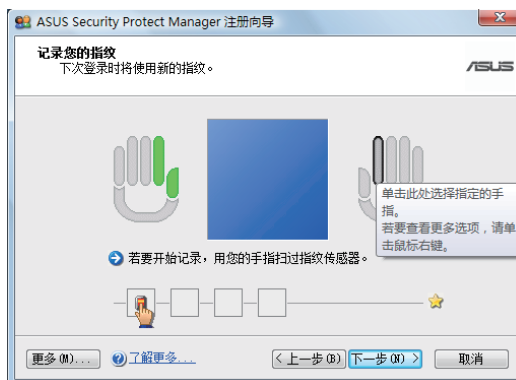 ASUS Security Protect Manager 注册向导
记录您的指纹
下次登录时将使用新的指纹。
ASUS
单击此处选择指定的手
指。
若要查看更多选项，请单
击鼠标右键。
若要开始记录，用您的手指扫过指纹传感器。
更多(M)...
了解更多...
< 上一步(B)
下一步(N) >
取消